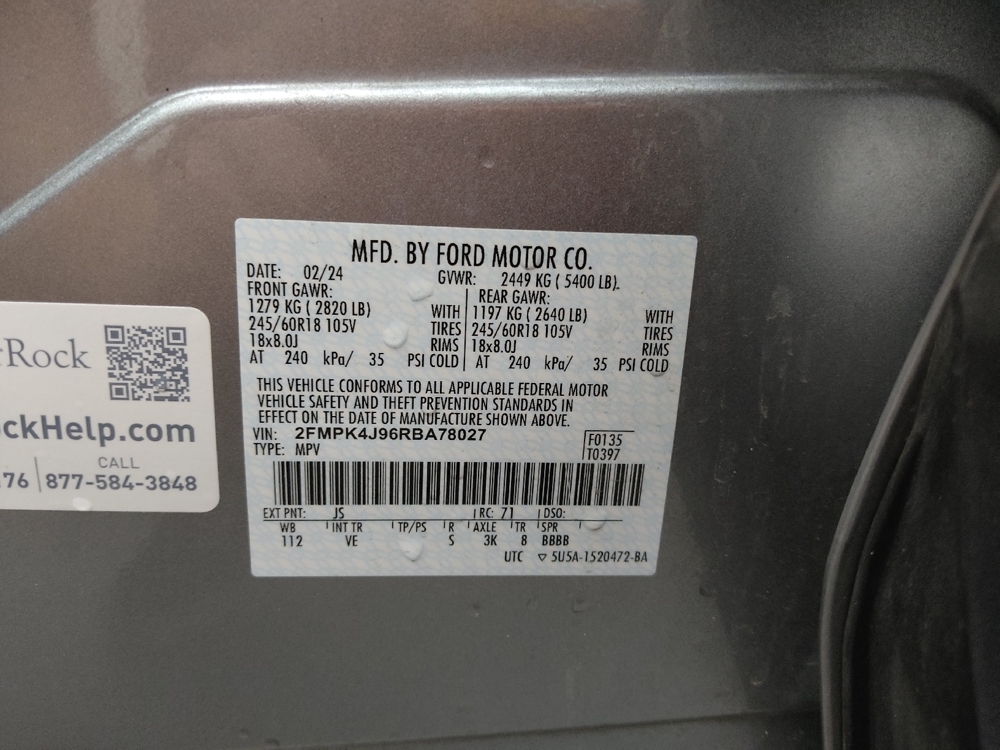 MFD. BY FORD MOTOR CO.
DATE: 02/24 GVWR: 2449 KG ( 5400 LB).
FRONT GAWR: REAR GAWR:
1279 KG ( 2820 LB) WITH 1197 KG ( 2640 LB) WITH
245/60R18 105V TIRES 245/60R18 105V TIRES
18x8.0J RIMS 18x8.0J RIMS
AT 240 kPa/ 35 PSI COLD AT 240 kPa/ 35 PSI COLD
THIS VEHICLE CONFORMS TO ALL APPLICABLE FEDERAL MOTOR
VEHICLE SAFETY AND THEFT PREVENTION STANDARDS IN
EFFECT ON THE DATE OF MANUFACTURE SHOWN ABOVE.
VIN: 2FMPK4J96RBA78027 F0135
TYPE: MPV T0397
EXT PNT: JS RC: 71 DSO:
WB INT TR TP/PS R AXLE TR SPR
112 VE S 3K 8 BBBB
UTC ▽ 5U5A-1520472-BA
Rock
ckHelp.com
CALL
76 | 877-584-3848